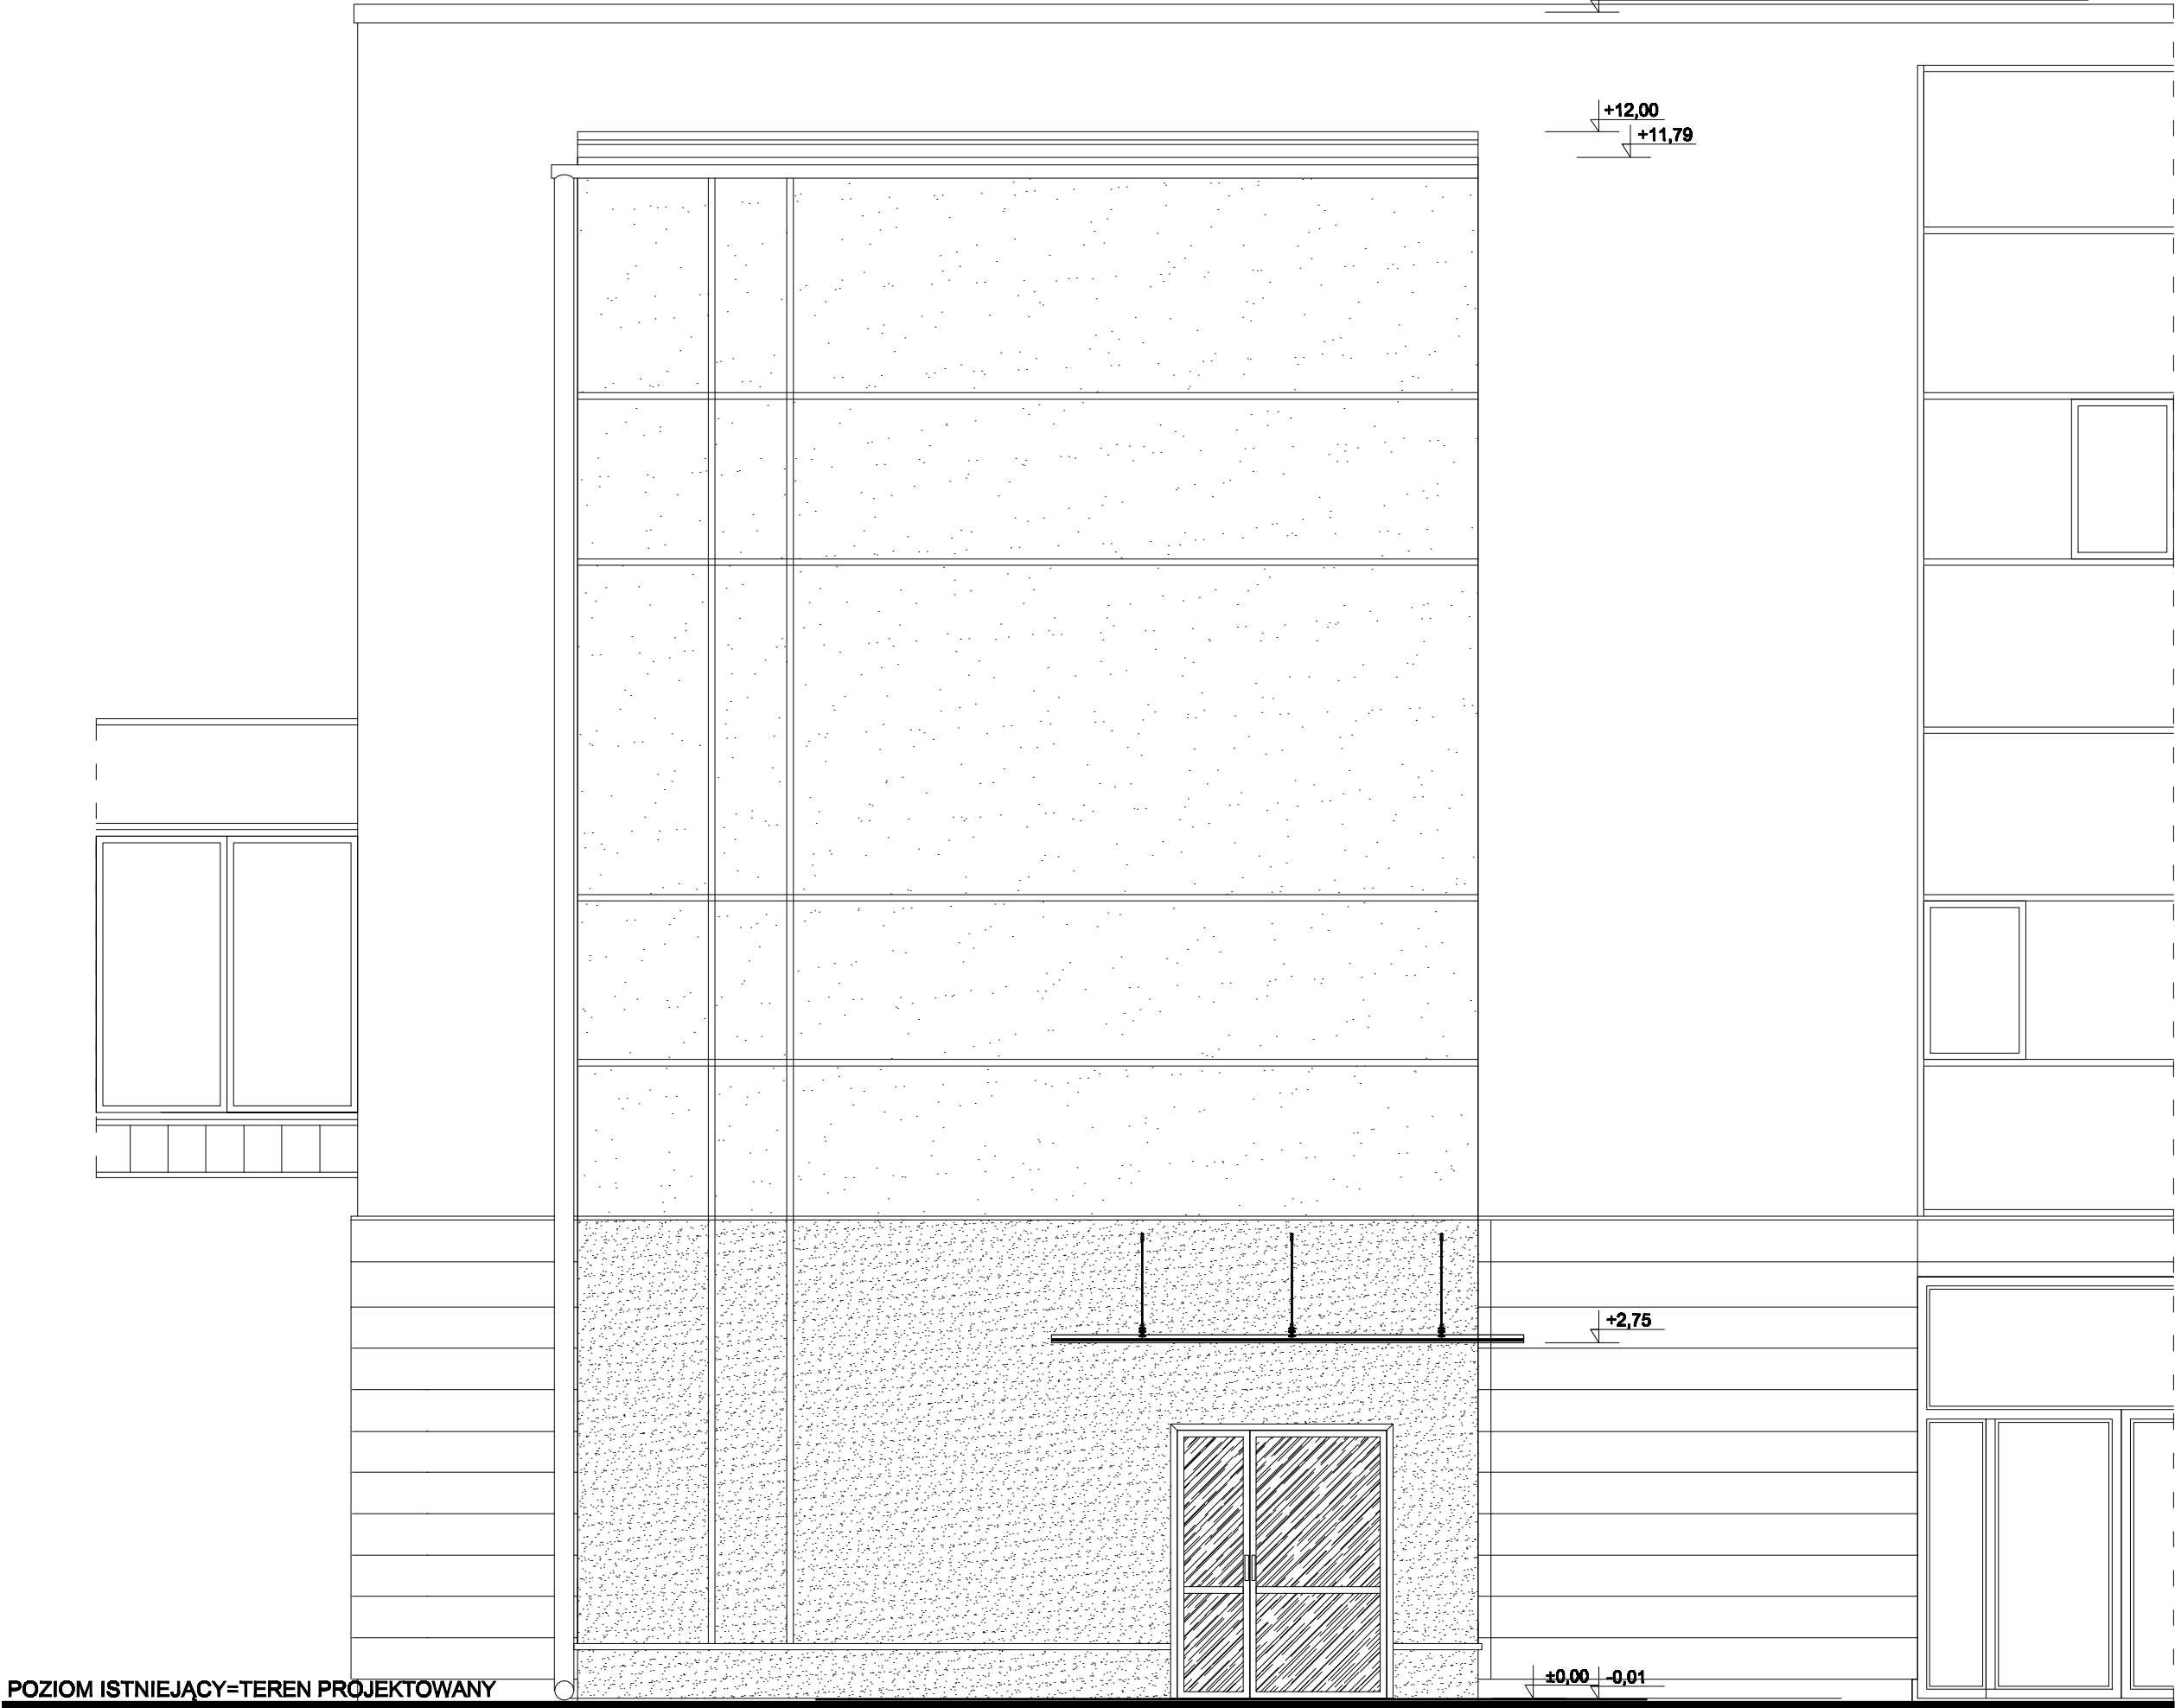 +12,00
+11,79
+2,75
±0,00 -0,01
POZIOM ISTNIEJĄCY=TEREN PROJEKTOWANY